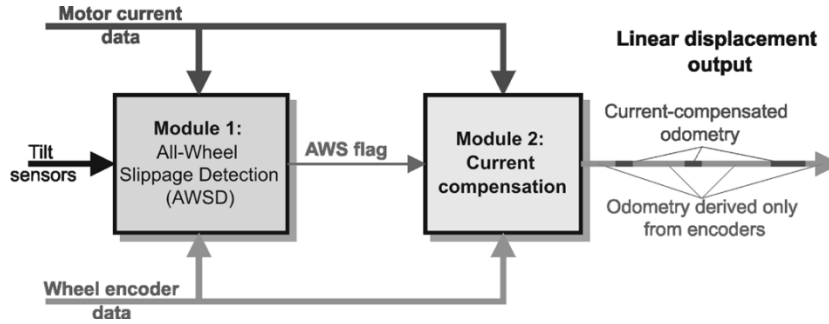 Motor current
data
Linear displacement
output
Current-compensated
odometry
Module 1:
All-Wheel
Slippage Detection
(AWSD)
Tilt
sensors
AWS flag
Module 2:
Current
compensation
Odometry derived only
from encoders
Wheel encoder
data